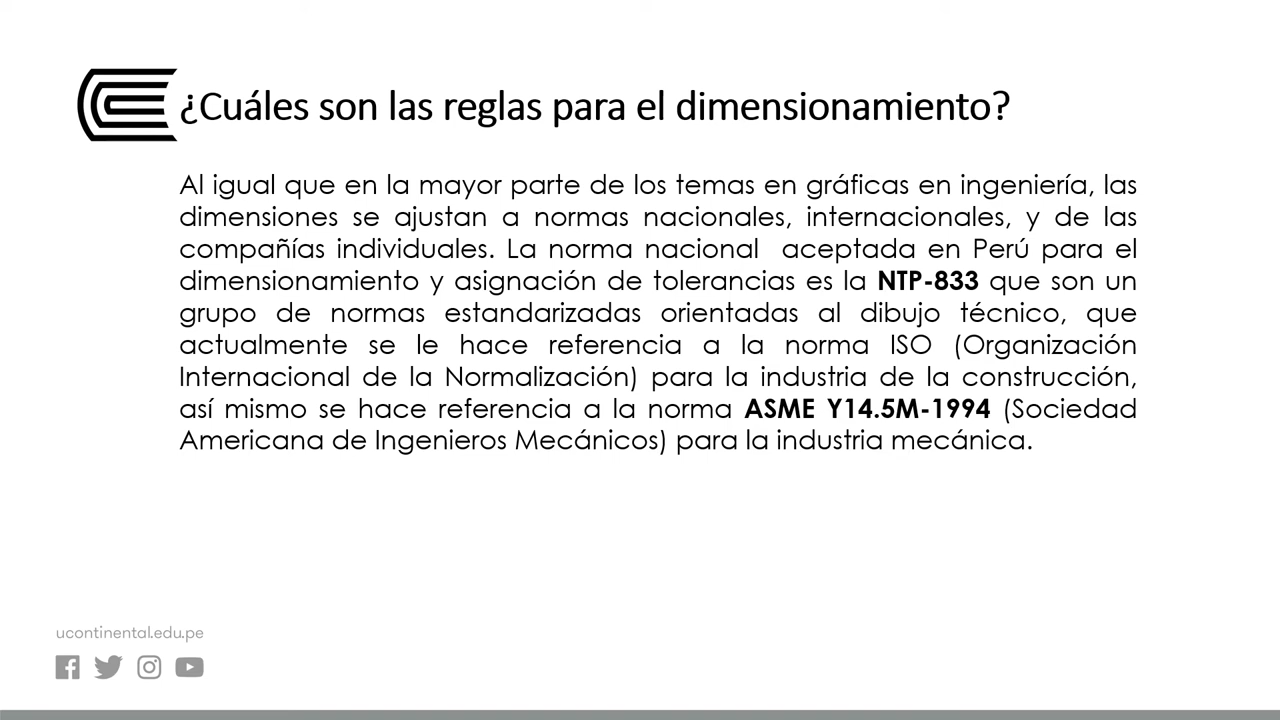 ¿Cuáles son las reglas para el dimensionamiento?
Al igual que en la mayor parte de los temas en gráficas en ingeniería, las
dimensiones se ajustan a normas nacionales, internacionales, y de las
compañías individuales. La norma nacional aceptada en Perú para el
dimensionamiento y asignación de tolerancias es la NTP-833 que son un
grupo de normas estandarizadas orientadas al dibujo técnico, que
actualmente se le hace referencia a la norma ISO (Organización
Internacional de la Normalización) para la industria de la construcción,
así mismo se hace referencia a la norma ASME Y14.5M-1994 (Sociedad
Americana de Ingenieros Mecánicos) para la industria mecánica.
ucontinental.edu.pe